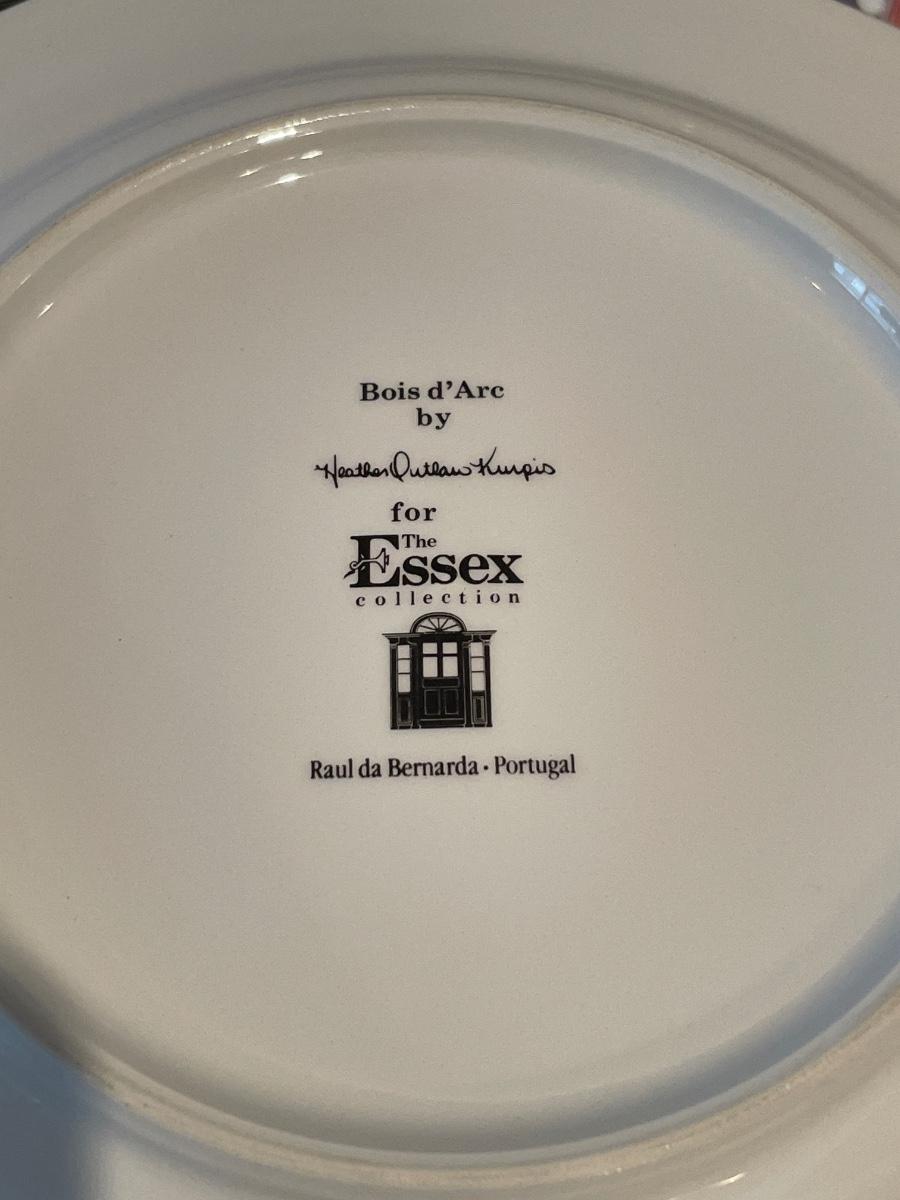 Bois d'Arc
by
Heather Outlaw Kurpis
for
The
Essex
collection
Raul da Bernarda · Portugal